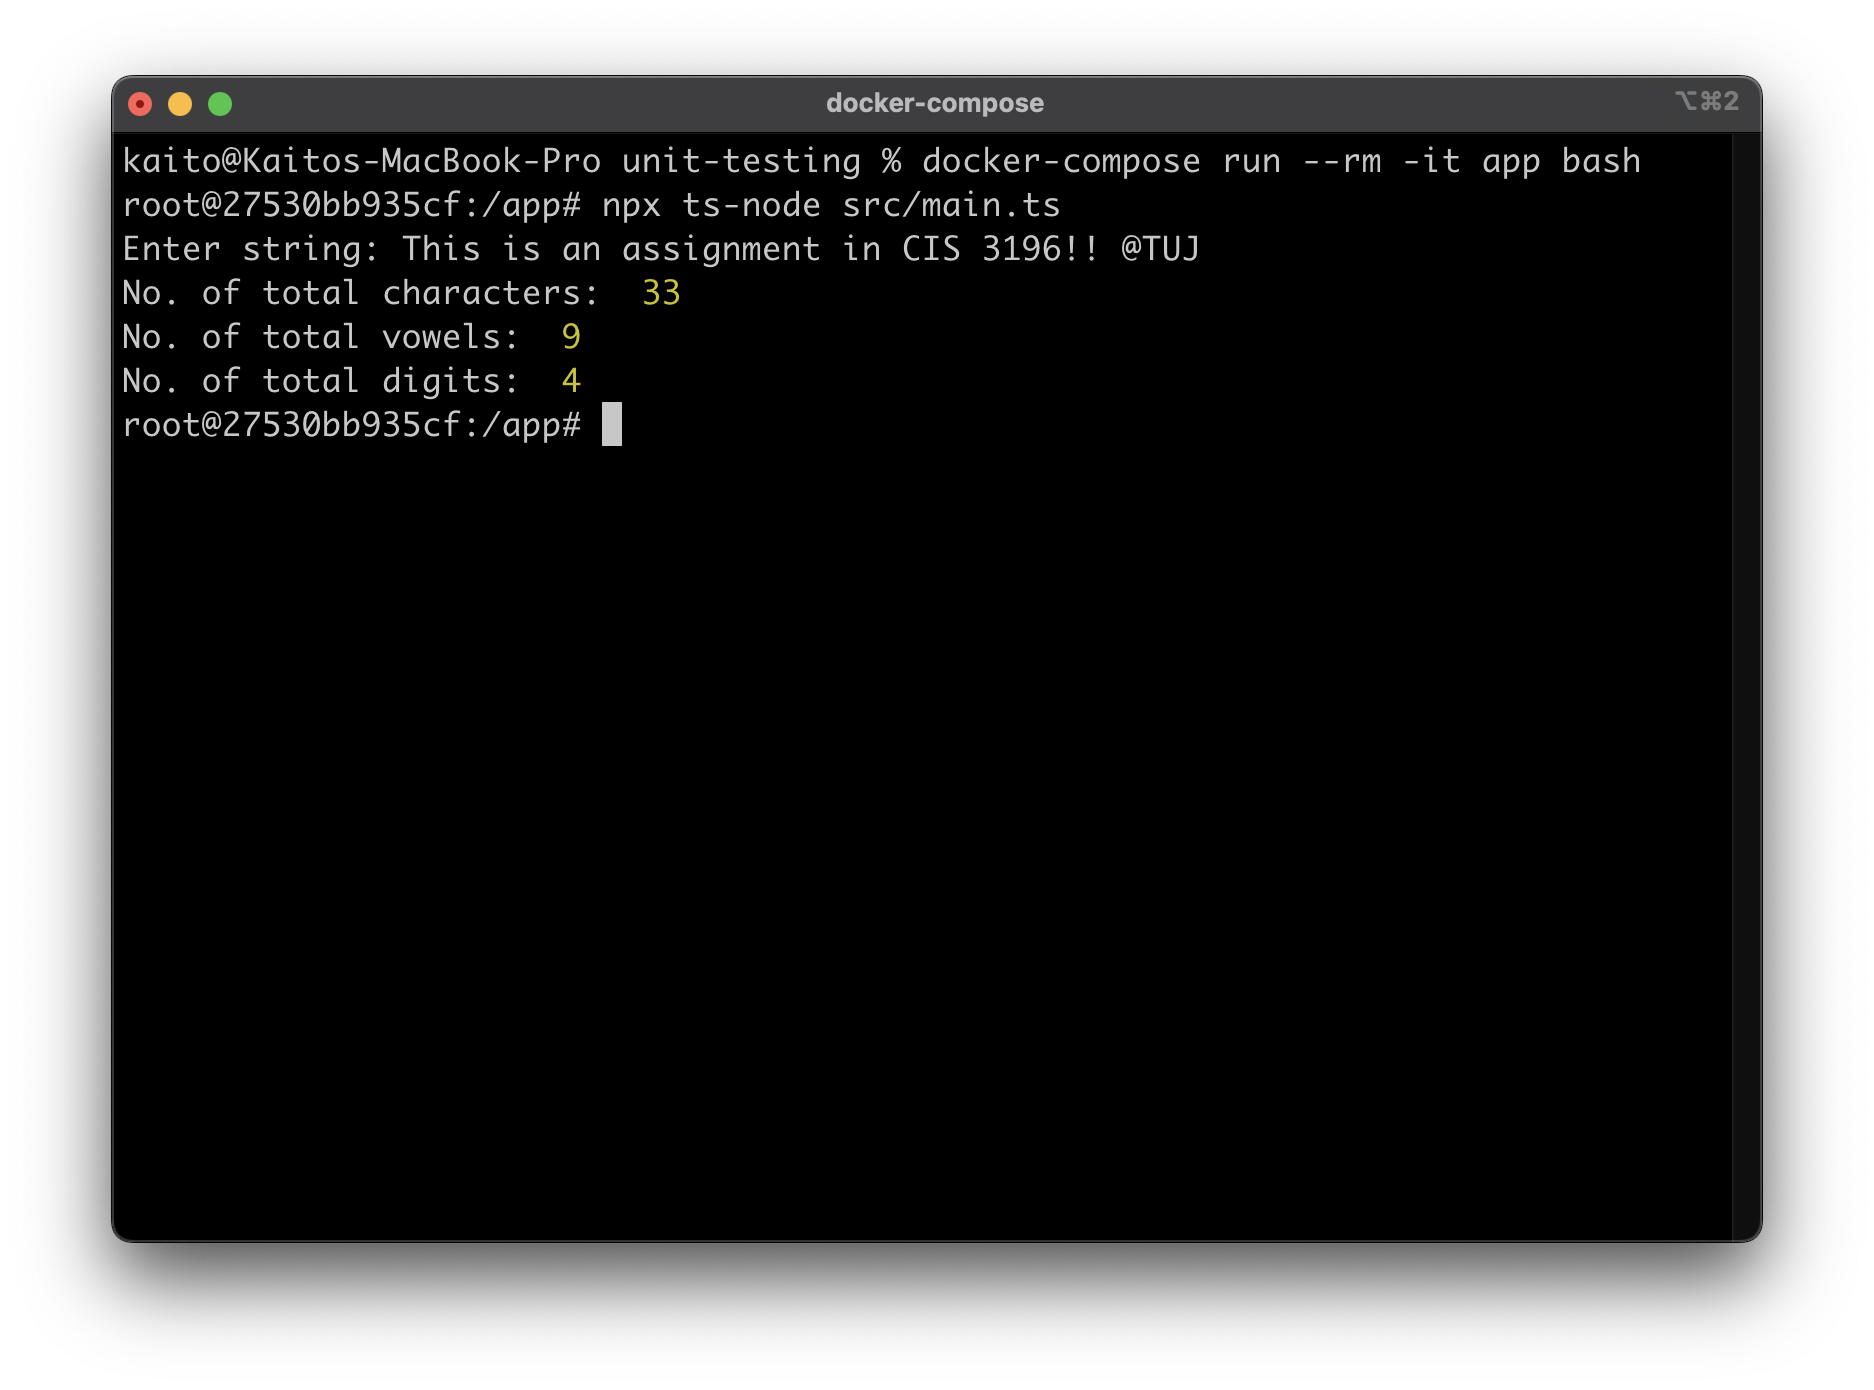 docker-compose
⌥⌘2
kaito@Kaitos-MacBook-Pro unit-testing % docker-compose run --rm -it app bash
root@27530bb935cf:/app# npx ts-node src/main.ts
Enter string: This is an assignment in CIS 3196!! @TUJ
No. of total characters:  33
No. of total vowels:  9
No. of total digits:  4
root@27530bb935cf:/app#